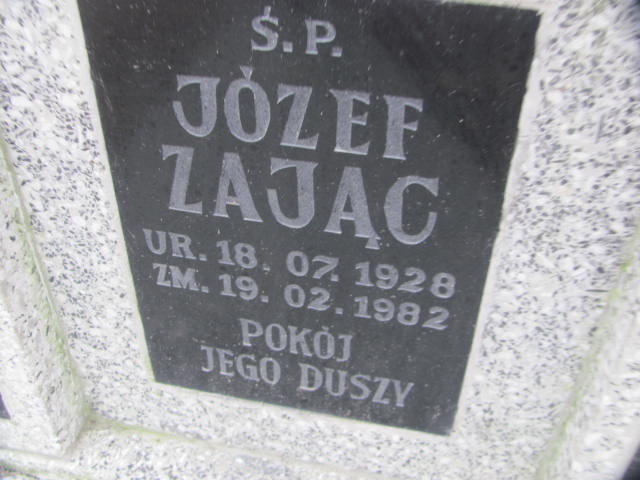 Ś.P.
JÓZEF
ZAJĄC
UR. 18. 07. 1928
ZM. 19. 02. 1982
POKÓJ
JEGO DUSZY